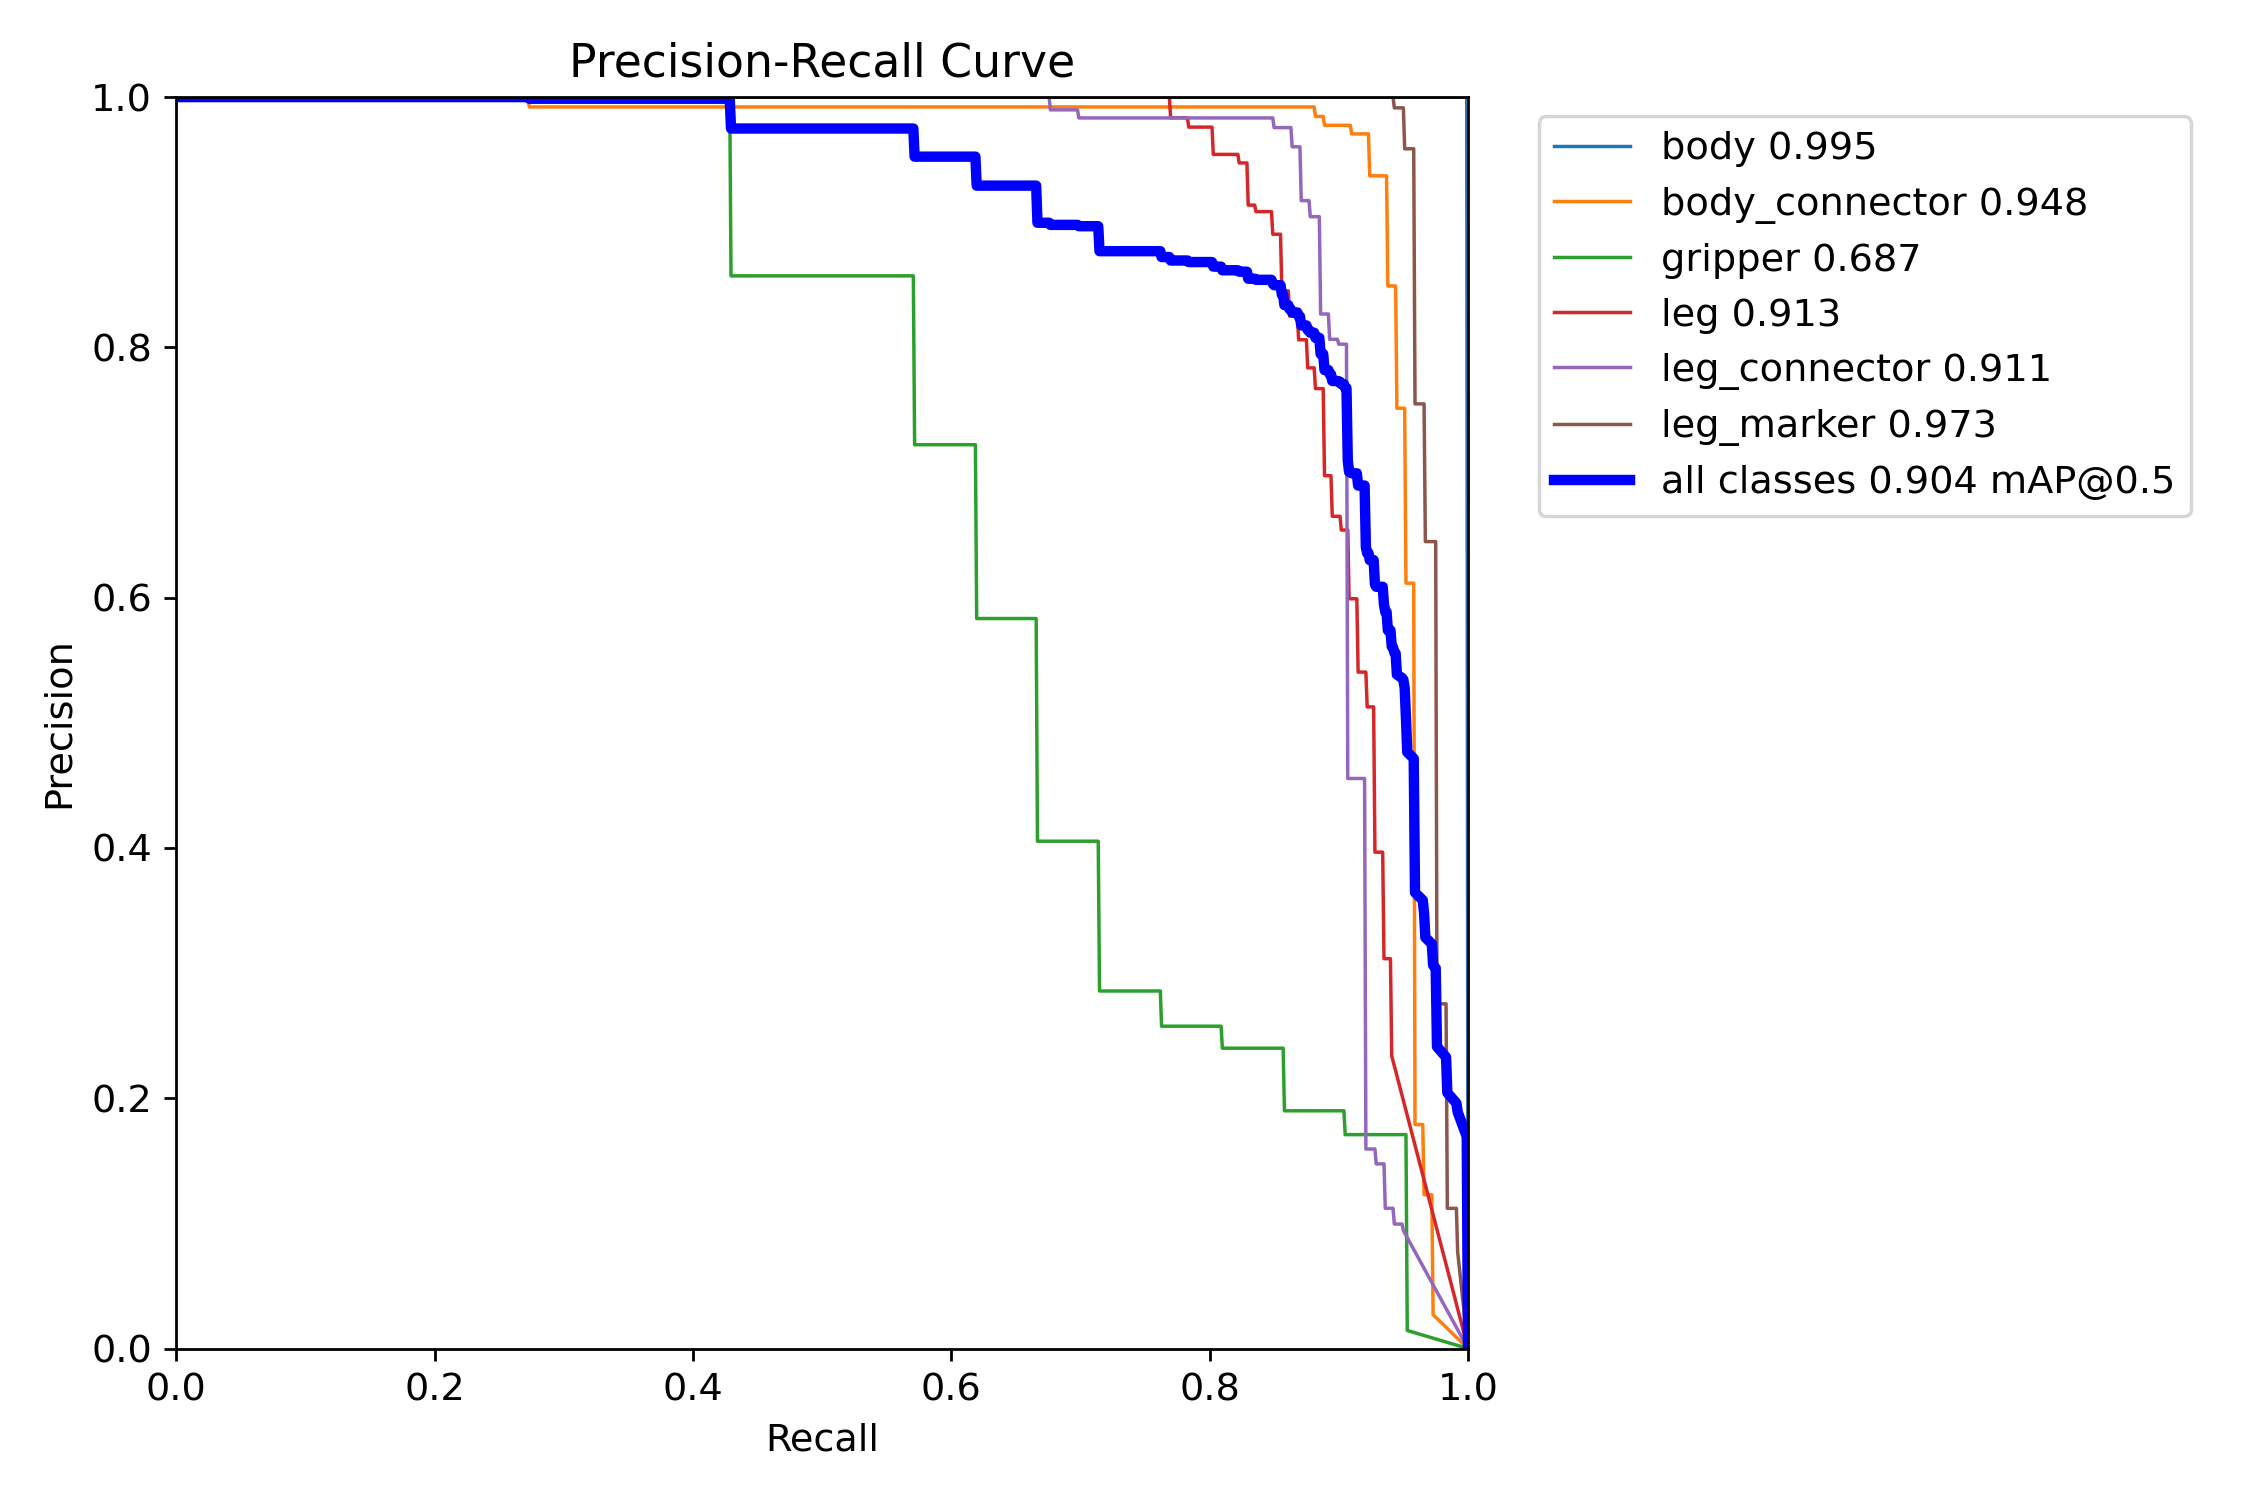 Precision-Recall Curve
1.0
0.8
0.6
0.4
0.2
0.0
Precision
0.0 0.2 0.4 0.6 0.8 1.0
Recall
body 0.995
body_connector 0.948
gripper 0.687
leg 0.913
leg_connector 0.911
leg_marker 0.973
all classes 0.904 mAP@0.5